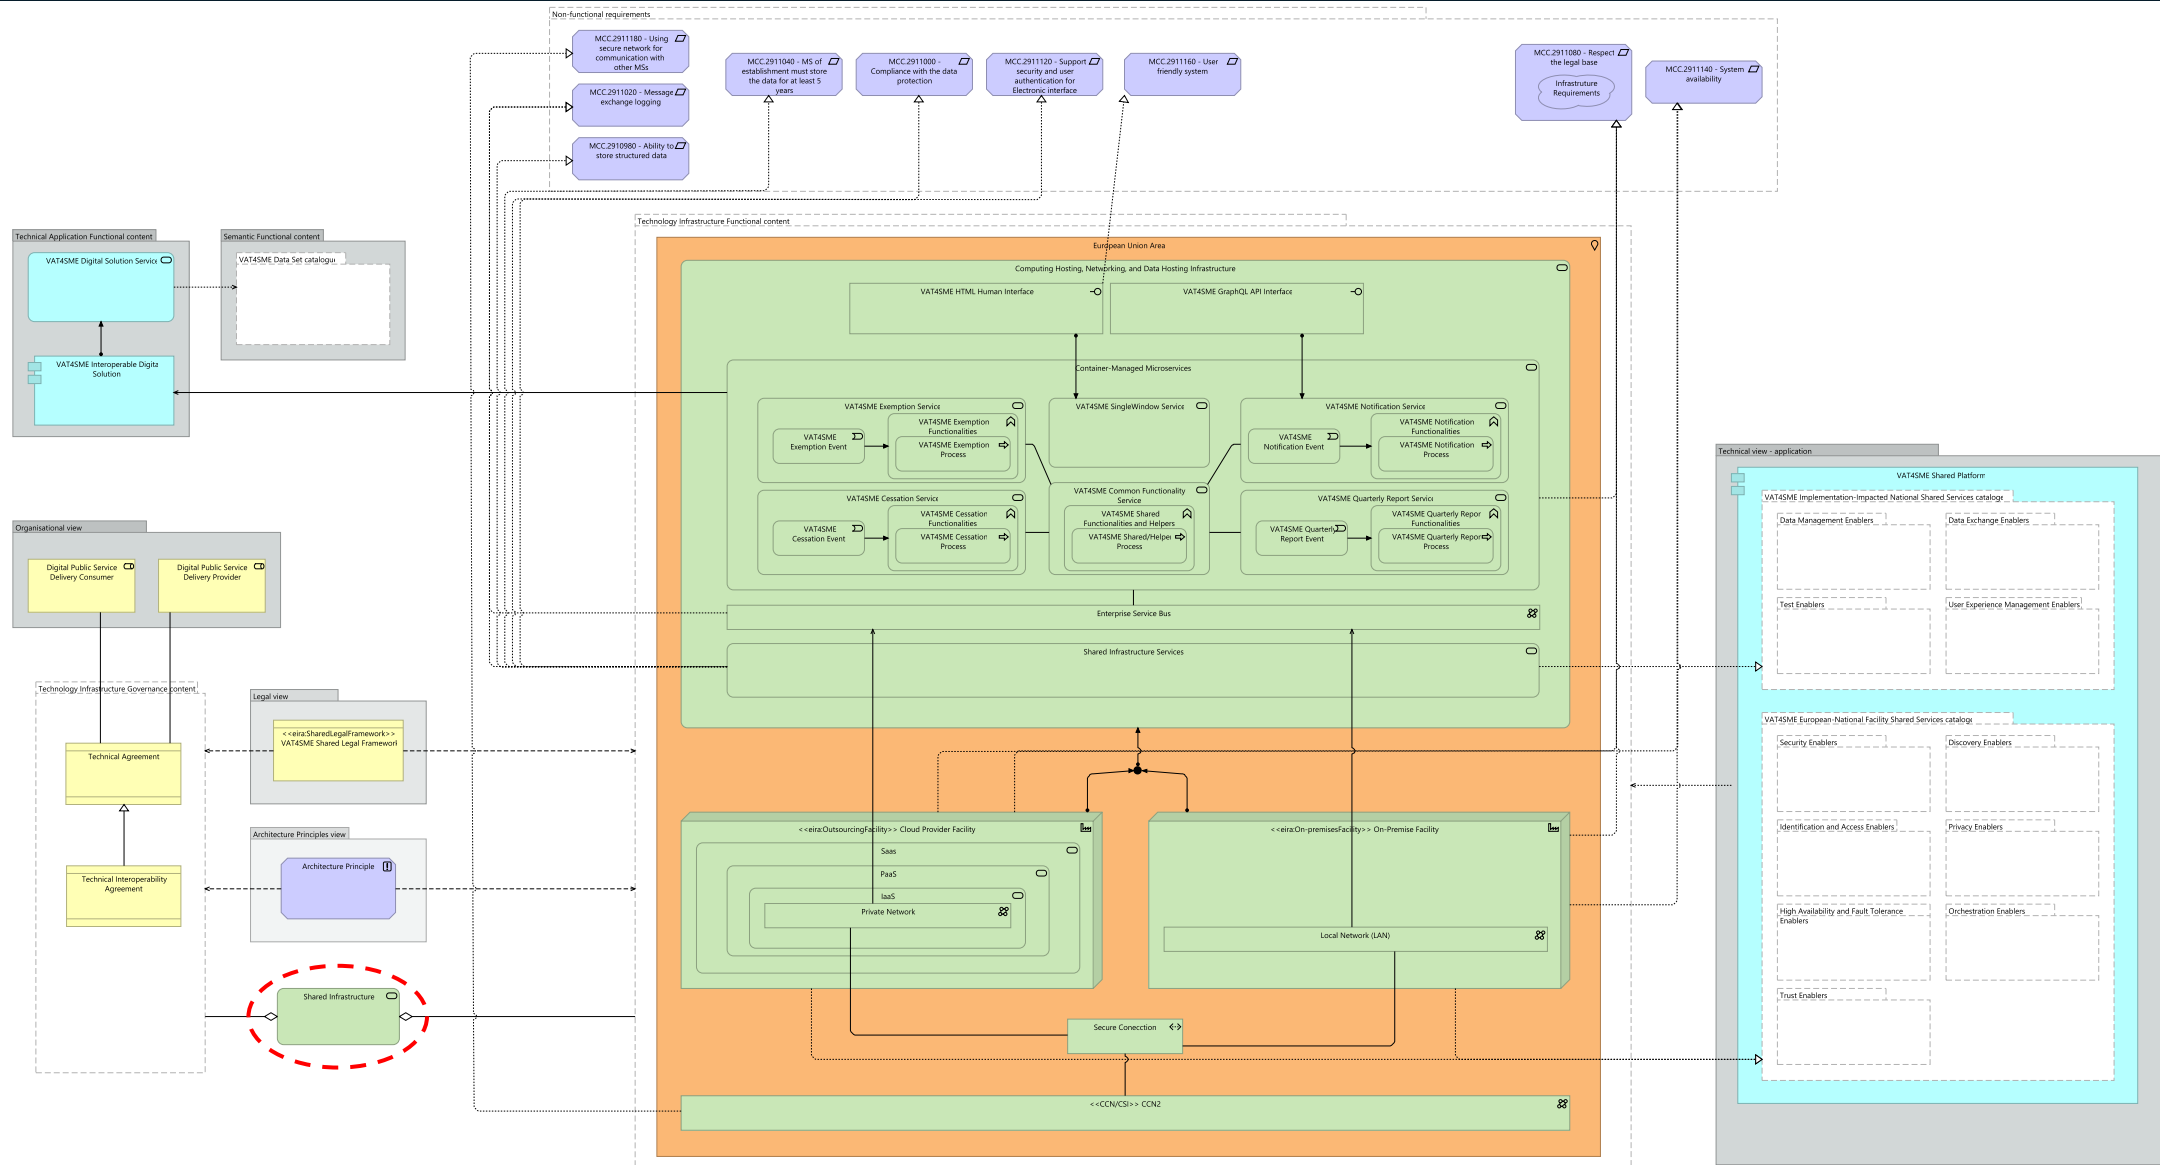 Non-functional requirements
MCC.2911180 - Using
secure network for
communication with
other MSs
MCC.2911020 - Message
exchange logging
MCC.2910980 - Ability to
store structured data
MCC.2911040 - MS of
establishment must store
the data for at least 5
years
MCC.2911000 -
Compliance with the data
protection
MCC.2911120 - Support
security and user
authentication for
Electronic interface
MCC.2911160 - User
friendly system
MCC.2911080 - Respect
the legal base
Infrastruture
Requirements
MCC.2911140 - System
availability
Technical Application Functional content
VAT4SME Digital Solution Service
VAT4SME Interoperable Digita
Solution
Semantic Functional content
VAT4SME Data Set catalogue
Technology Infrastructure Functional content
European Union Area
Computing Hosting, Networking, and Data Hosting Infrastructure
VAT4SME HTML Human Interface
VAT4SME GraphQL API Interface
Container-Managed Microservices
VAT4SME Exemption Service
VAT4SME
Exemption Event
VAT4SME Exemption
Functionalities
VAT4SME Exemption
Process
VAT4SME SingleWindow Service
VAT4SME Notification Service
VAT4SME
Notification Event
VAT4SME Notification
Functionalities
VAT4SME Notification
Process
VAT4SME Cessation Service
VAT4SME
Cessation Event
VAT4SME Cessation
Functionalities
VAT4SME Cessation
Process
VAT4SME Common Functionality
Service
VAT4SME Shared
Functionalities and Helpers
VAT4SME Shared/Helper
Process
VAT4SME Quarterly Report Service
VAT4SME Quarterly
Report Event
VAT4SME Quarterly Repor
Functionalities
VAT4SME Quarterly Report
Process
Enterprise Service Bus
Shared Infrastructure Services
<<eira:OutsourcingFacility>> Cloud Provider Facility
Saas
PaaS
IaaS
Private Network
<<eira:On-premisesFacility>> On-Premise Facility
Local Network (LAN)
Secure Conecction
<<CCN/CSI>> CCN2
Organisational view
Digital Public Service
Delivery Consumer
Digital Public Service
Delivery Provider
Technology Infrastructure Governance content
Technical Agreement
Technical Interoperability
Agreement
Legal view
<<eira:SharedLegalFramework>>
VAT4SME Shared Legal Framework
Architecture Principles view
Architecture Principle
Shared Infrastructure
Technical view - application
VAT4SME Shared Platform
VAT4SME Implementation-Impacted National Shared Services cataloge
Data Management Enablers
Data Exchange Enablers
Test Enablers
User Experience Management Enablers
VAT4SME European-National Facility Shared Services cataloge
Security Enablers
Discovery Enablers
Identification and Access Enablers
Privacy Enablers
High Availability and Fault Tolerance
Enablers
Orchestration Enablers
Trust Enablers